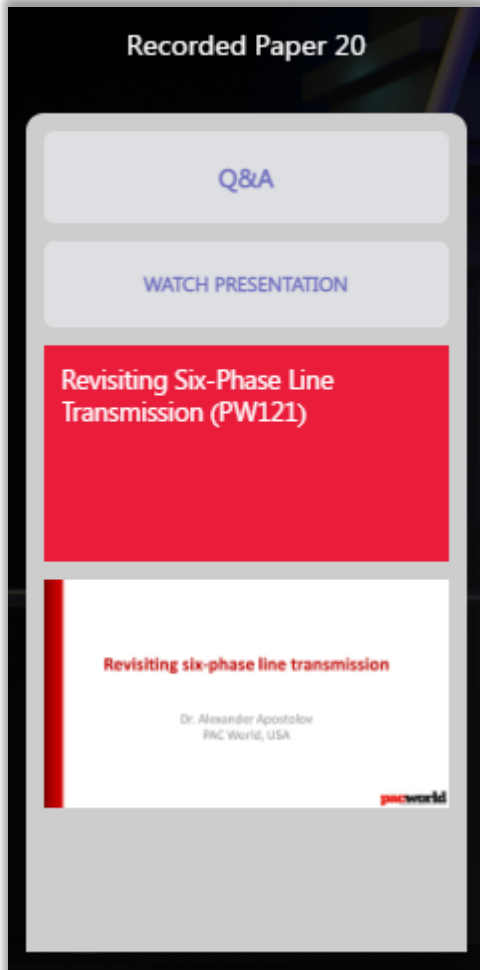 Recorded Paper 20
Q&A
WATCH PRESENTATION
Revisiting Six-Phase Line
Transmission (PW121)
Revisiting six-phase line transmission
Dr. Alexander Apostolov
PAC World, USA
pacworld